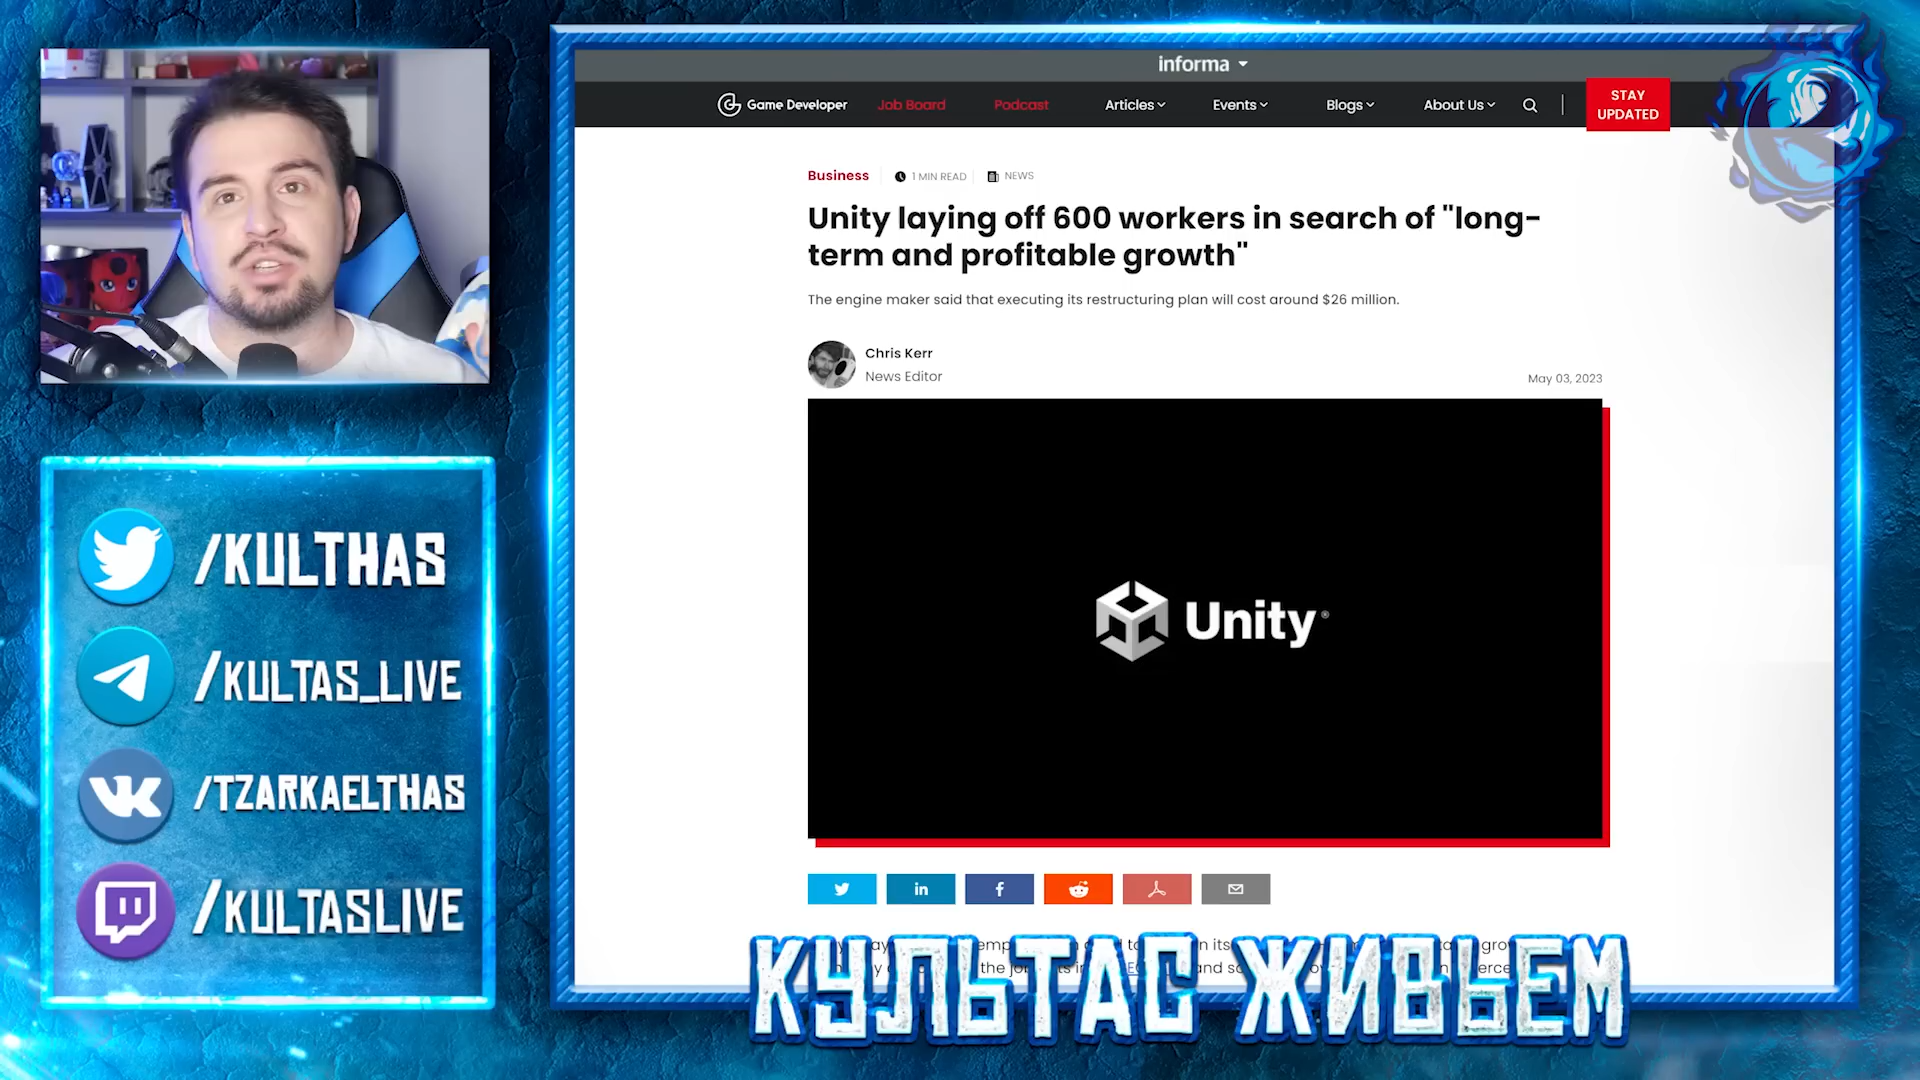 informa
Game Developer Job Board Podcast Articles Events Blogs About Us STAY UPDATED
Business 1 MIN READ NEWS
Unity laying off 600 workers in search of "long-
term and profitable growth"
The engine maker said that executing its restructuring plan will cost around $26 million.
Chris Kerr
News Editor
May 03, 2023
Unity
in f
/KULTHAS
/KULTAS_LIVE
/TZARKAELTHAS
/KULTASLIVE
КУЛЬТАС ЖИВЬЕМ